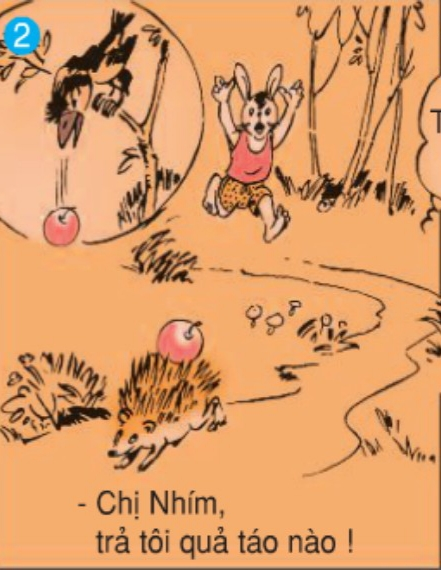 2
T
- Chị Nhím,
trả tôi quả táo nào !